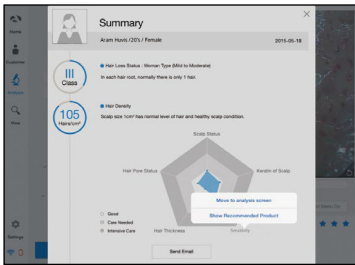 Summary
Aram Huvis /20's / Female
2015-05-18
Home
Customer
Analysis
View
Settings
III
Class
Hair Loss Status : Woman Type (Mild to Moderate)
In each hair root, normally there is only 1 hair.
105
Hairs/cm²
Hair Density
Scalp size 1cm² has normal level of hair and healthy scalp condition.
Scalp Status
Hair Pore Status
Keratin of Scalp
Move to analysis screen
Show Recommended Product
Good
Care Needed
Intensive Care
Hair Thickness
Sensitivity
Send Email